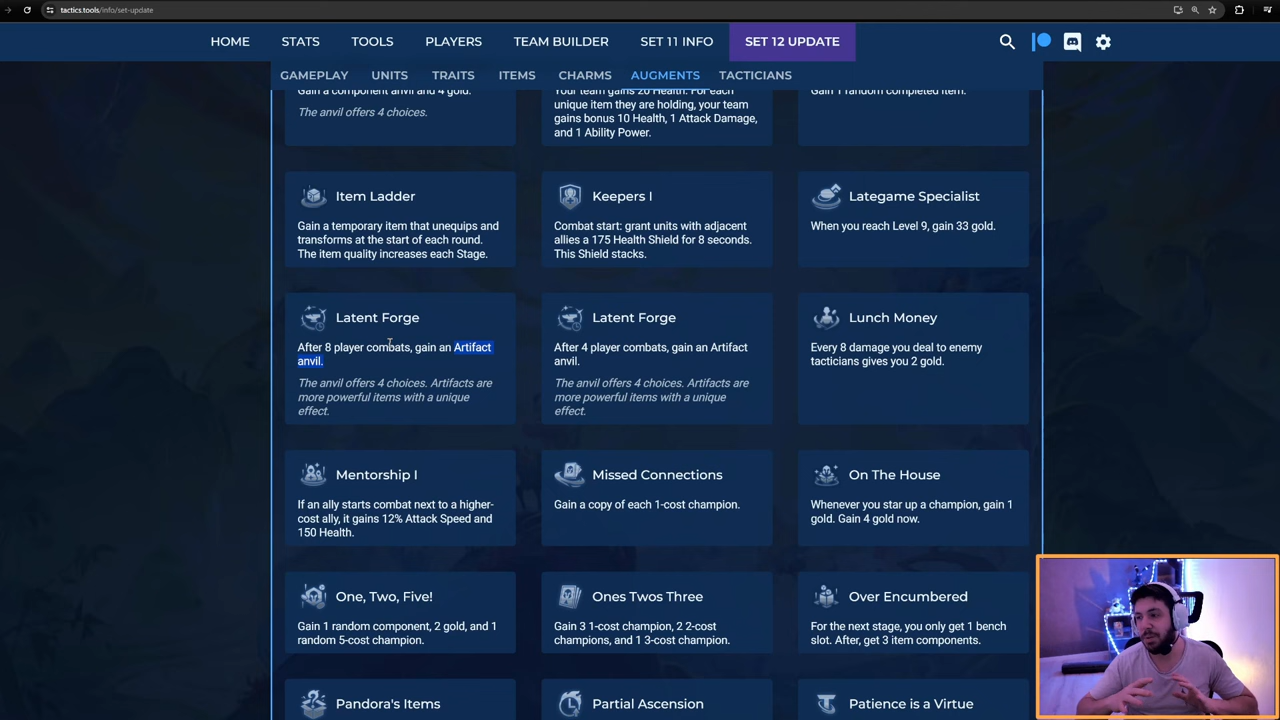 tactics.tools/info/set-update
HOME STATS TOOLS PLAYERS TEAM BUILDER SET 11 INFO SET 12 UPDATE
GAMEPLAY UNITS TRAITS ITEMS CHARMS AUGMENTS TACTICIANS
Gain a component anvil and 4 gold.
The anvil offers 4 choices.
Your team gains 20 Health. For each
unique item they are holding, your team
gains bonus 10 Health, 1 Attack Damage,
and 1 Ability Power.
Gain 1 random completed item.
Item Ladder
Gain a temporary item that unequips and
transforms at the start of each round.
The item quality increases each Stage.
Keepers I
Combat start: grant units with adjacent
allies a 175 Health Shield for 8 seconds.
This Shield stacks.
Lategame Specialist
When you reach Level 9, gain 33 gold.
Latent Forge
After 8 player combats, gain an Artifact
anvil.
The anvil offers 4 choices. Artifacts are
more powerful items with a unique
effect.
Latent Forge
After 4 player combats, gain an Artifact
anvil.
The anvil offers 4 choices. Artifacts are
more powerful items with a unique
effect.
Lunch Money
Every 8 damage you deal to enemy
tacticians gives you 2 gold.
Mentorship I
If an ally starts combat next to a higher-
cost ally, it gains 12% Attack Speed and
150 Health.
Missed Connections
Gain a copy of each 1-cost champion.
On The House
Whenever you star up a champion, gain 1
gold. Gain 4 gold now.
One, Two, Five!
Gain 1 random component, 2 gold, and 1
random 5-cost champion.
Ones Twos Three
Gain 3 1-cost champion, 2 2-cost
champions, and 1 3-cost champion.
Over Encumbered
For the next stage, you only get 1 bench
slot. After, get 3 item components.
Pandora's Items
Partial Ascension
Patience is a Virtue